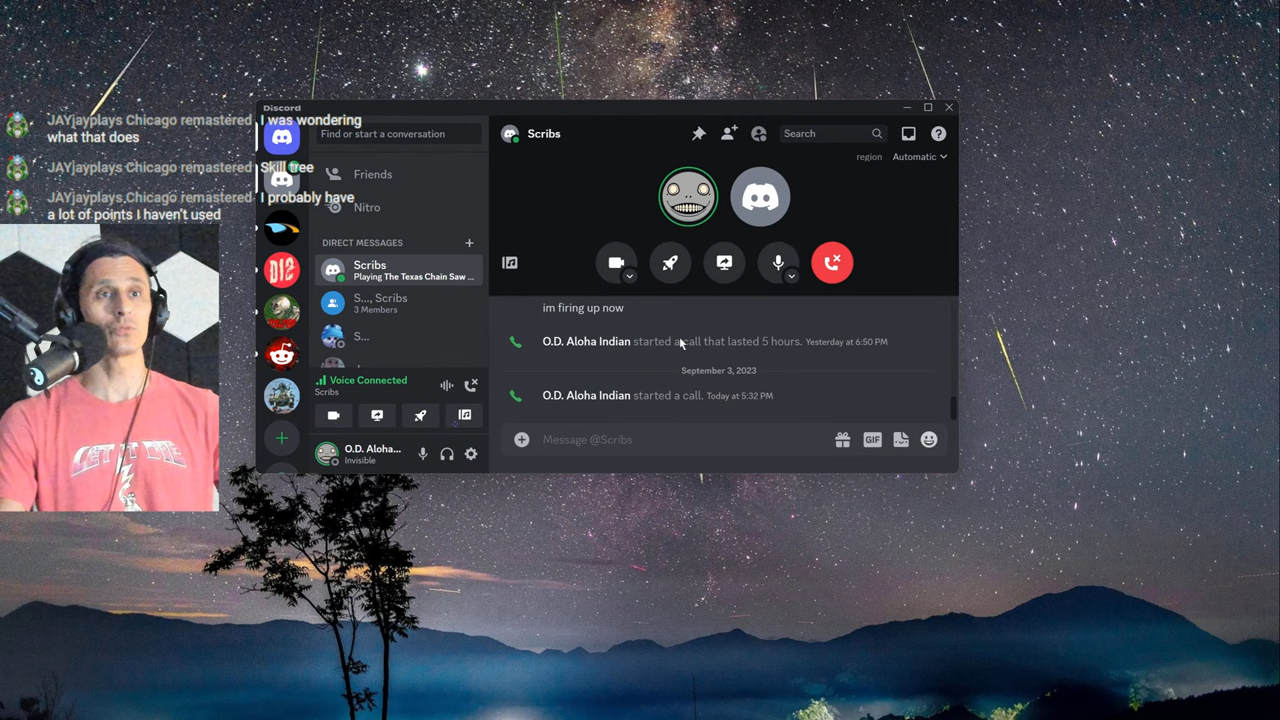 Discord
JAYjayplays Chicago remastered I was wondering
what that does
JAYjayplays Chicago remastered Skill tree
JAYjayplays Chicago remastered I probably have
a lot of points I haven't used
Find or start a conversation
Friends
Nitro
DIRECT MESSAGES
Scribs
Playing The Texas Chain Saw ...
S..., Scribs
3 Members
S...
Voice Connected
Scribs
O.D. Aloha...
Invisible
Scribs
Search
region Automatic
im firing up now
O.D. Aloha Indian started a call that lasted 5 hours. Yesterday at 6:50 PM
September 3, 2023
O.D. Aloha Indian started a call. Today at 5:32 PM
Message @Scribs
GIF
DIE
LET IT DIE